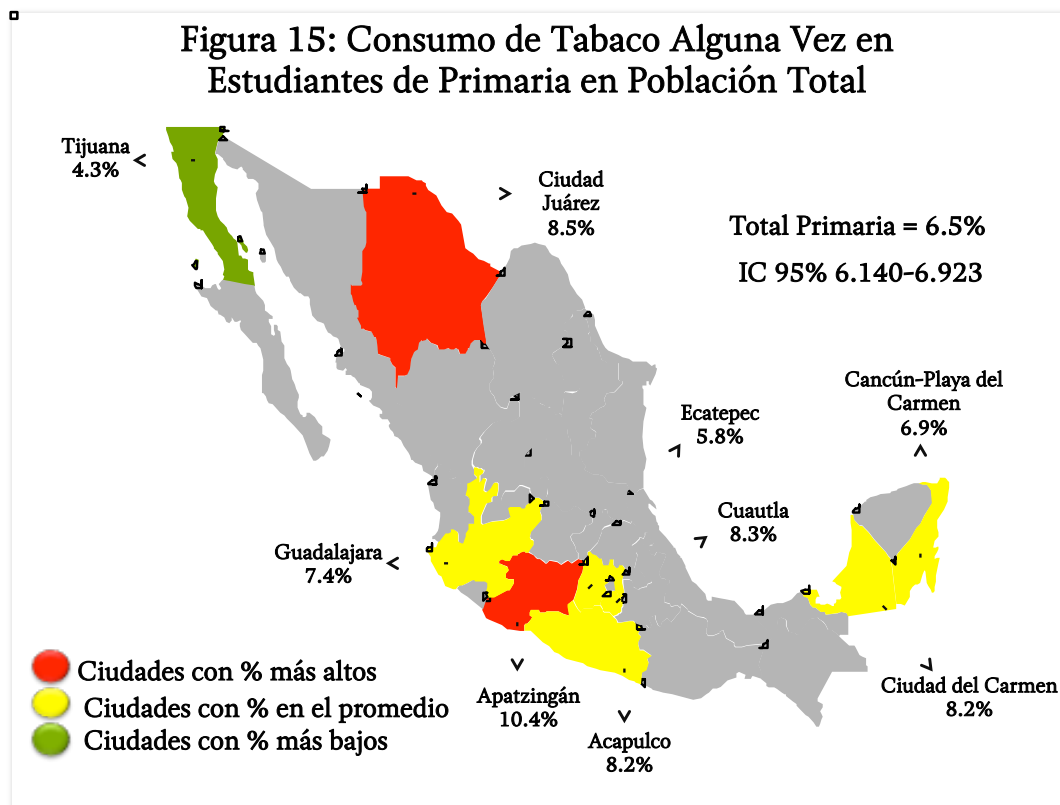 Figura 15: Consumo de Tabaco Alguna Vez en
Estudiantes de Primaria en Población Total
Tijuana
4.3%
Ciudad
Juárez
8.5%
Total Primaria = 6.5%
IC 95% 6.140-6.923
Cancún-Playa del
Carmen
6.9%
Ecatepec
5.8%
Cuautla
8.3%
Guadalajara
7.4%
Ciudades con % más altos
Ciudades con % en el promedio
Ciudades con % más bajos
Apatzingán
10.4%
Acapulco
8.2%
Ciudad del Carmen
8.2%